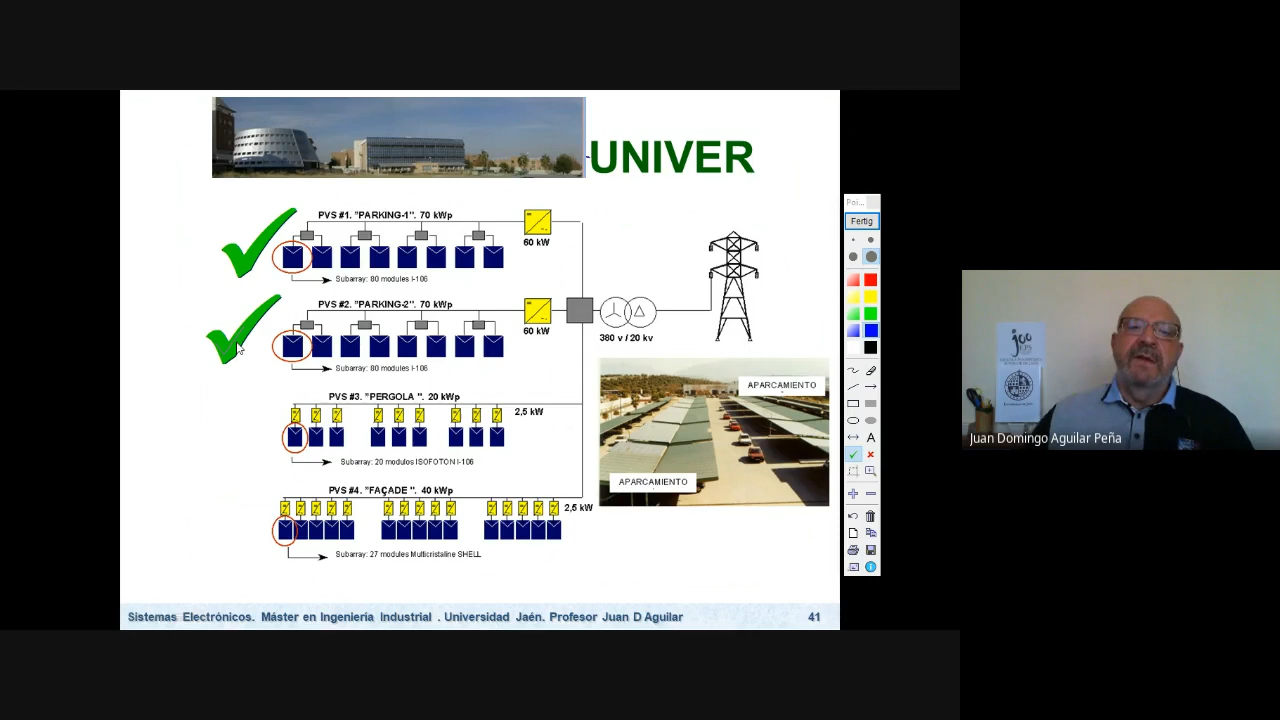 UNIVER
PVS #1. "PARKING-1". 70 kWp
60 kW
Subarray: 80 modules I-106
PVS #2. "PARKING-2". 70 kWp
60 kW
380 v / 20 kv
Subarray: 80 modules I-106
APARCAMIENTO
PVS #3. "PERGOLA ". 20 kWp
2,5 kW
Subarray: 20 modules ISOFOTON I-106
APARCAMIENTO
PVS #4. "FAÇADE ". 40 kWp
2,5 kW
Subarray: 27 modules Multicristaline SHELL
Sistemas Electrónicos. Máster en Ingeniería Industrial . Universidad Jaén. Profesor Juan D Aguilar 41
Poi...
Fertig
A
joo
EPS
Juan Domingo Aguilar Peña